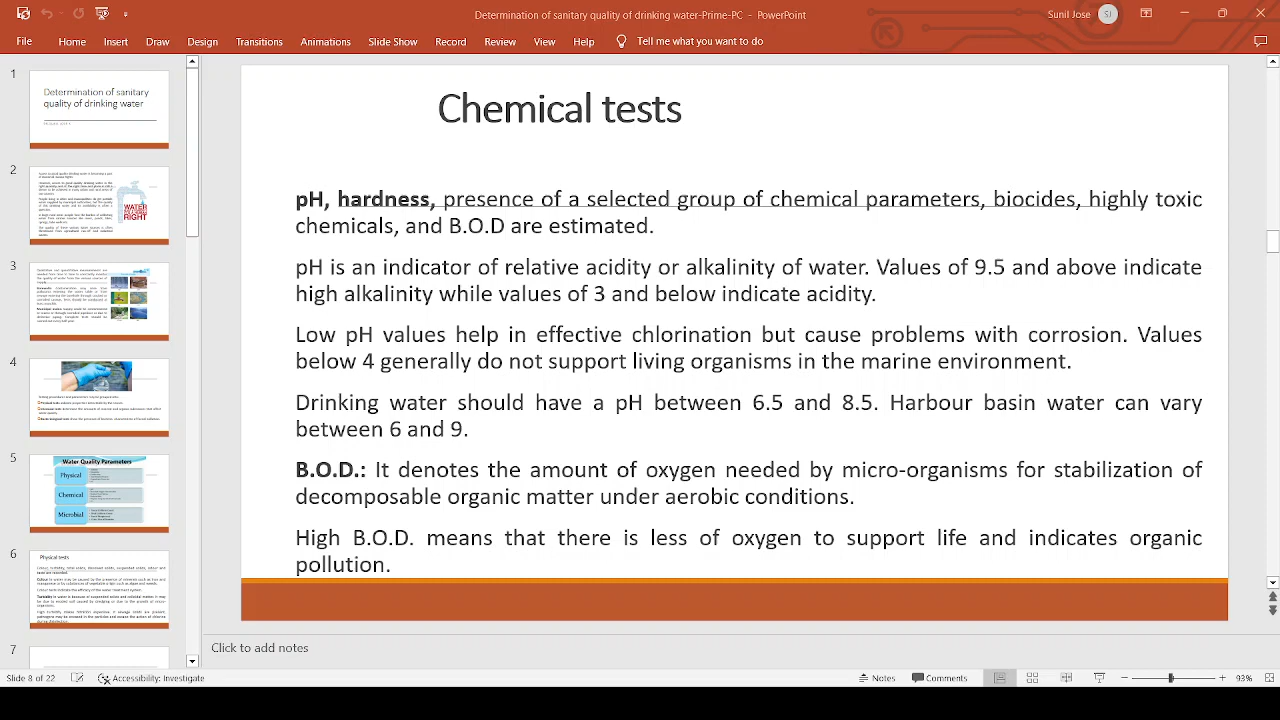 Determination of sanitary quality of drinking water-Prime-PC - PowerPoint
Sunil Jose
SJ
File Home Insert Draw Design Transitions Animations Slide Show Record Review View Help Tell me what you want to do
1
Determination of sanitary
quality of drinking water
2
3
4
5
Water Quality Parameters
Physical
Chemical
Microbial
6
Physical tests
7
Chemical tests
pH, hardness, presence of a selected group of chemical parameters, biocides, highly toxic
chemicals, and B.O.D are estimated.
pH is an indicator of relative acidity or alkalinity of water. Values of 9.5 and above indicate
high alkalinity while values of 3 and below indicate acidity.
Low pH values help in effective chlorination but cause problems with corrosion. Values
below 4 generally do not support living organisms in the marine environment.
Drinking water should have a pH between 6.5 and 8.5. Harbour basin water can vary
between 6 and 9.
B.O.D.: It denotes the amount of oxygen needed by micro-organisms for stabilization of
decomposable organic matter under aerobic conditions.
High B.O.D. means that there is less of oxygen to support life and indicates organic
pollution.
Click to add notes
Slide 8 of 22 Accessibility: Investigate Notes Comments 93%